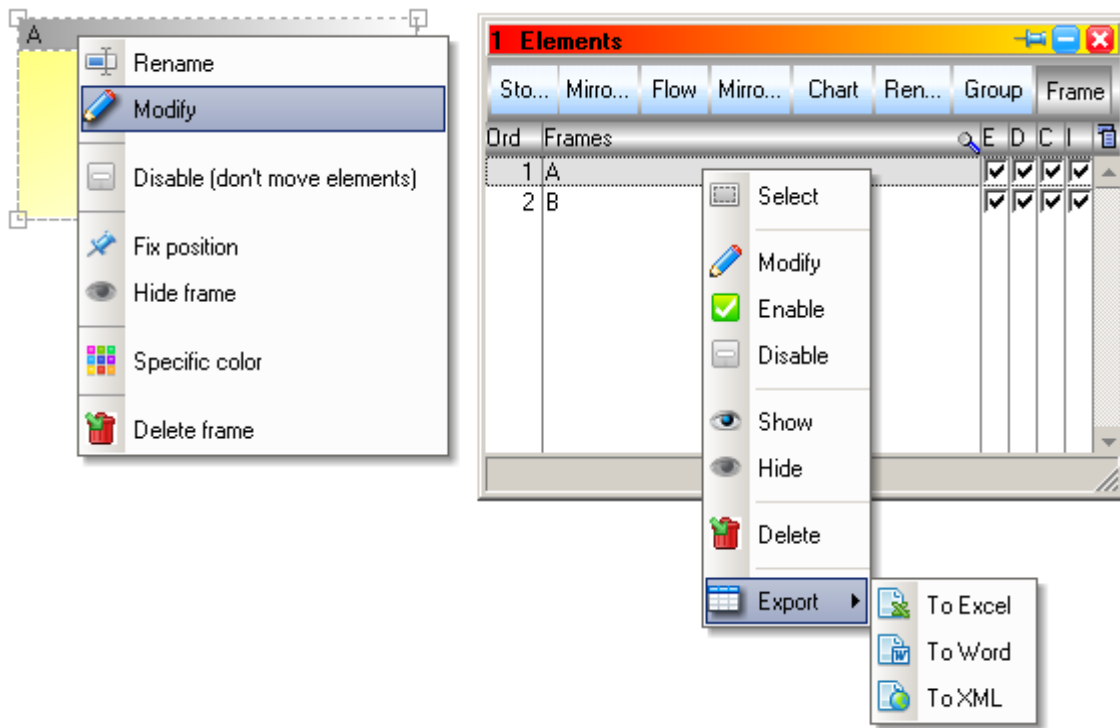 A
Rename
Modify
Disable (don't move elements)
Fix position
Hide frame
Specific color
Delete frame
1 Elements
Sto... Mirro... Flow Mirro... Chart Ren... Group Frame
Ord Frames E D C I
1 A
2 B
Select
Modify
Enable
Disable
Show
Hide
Delete
Export
To Excel
To Word
To XML